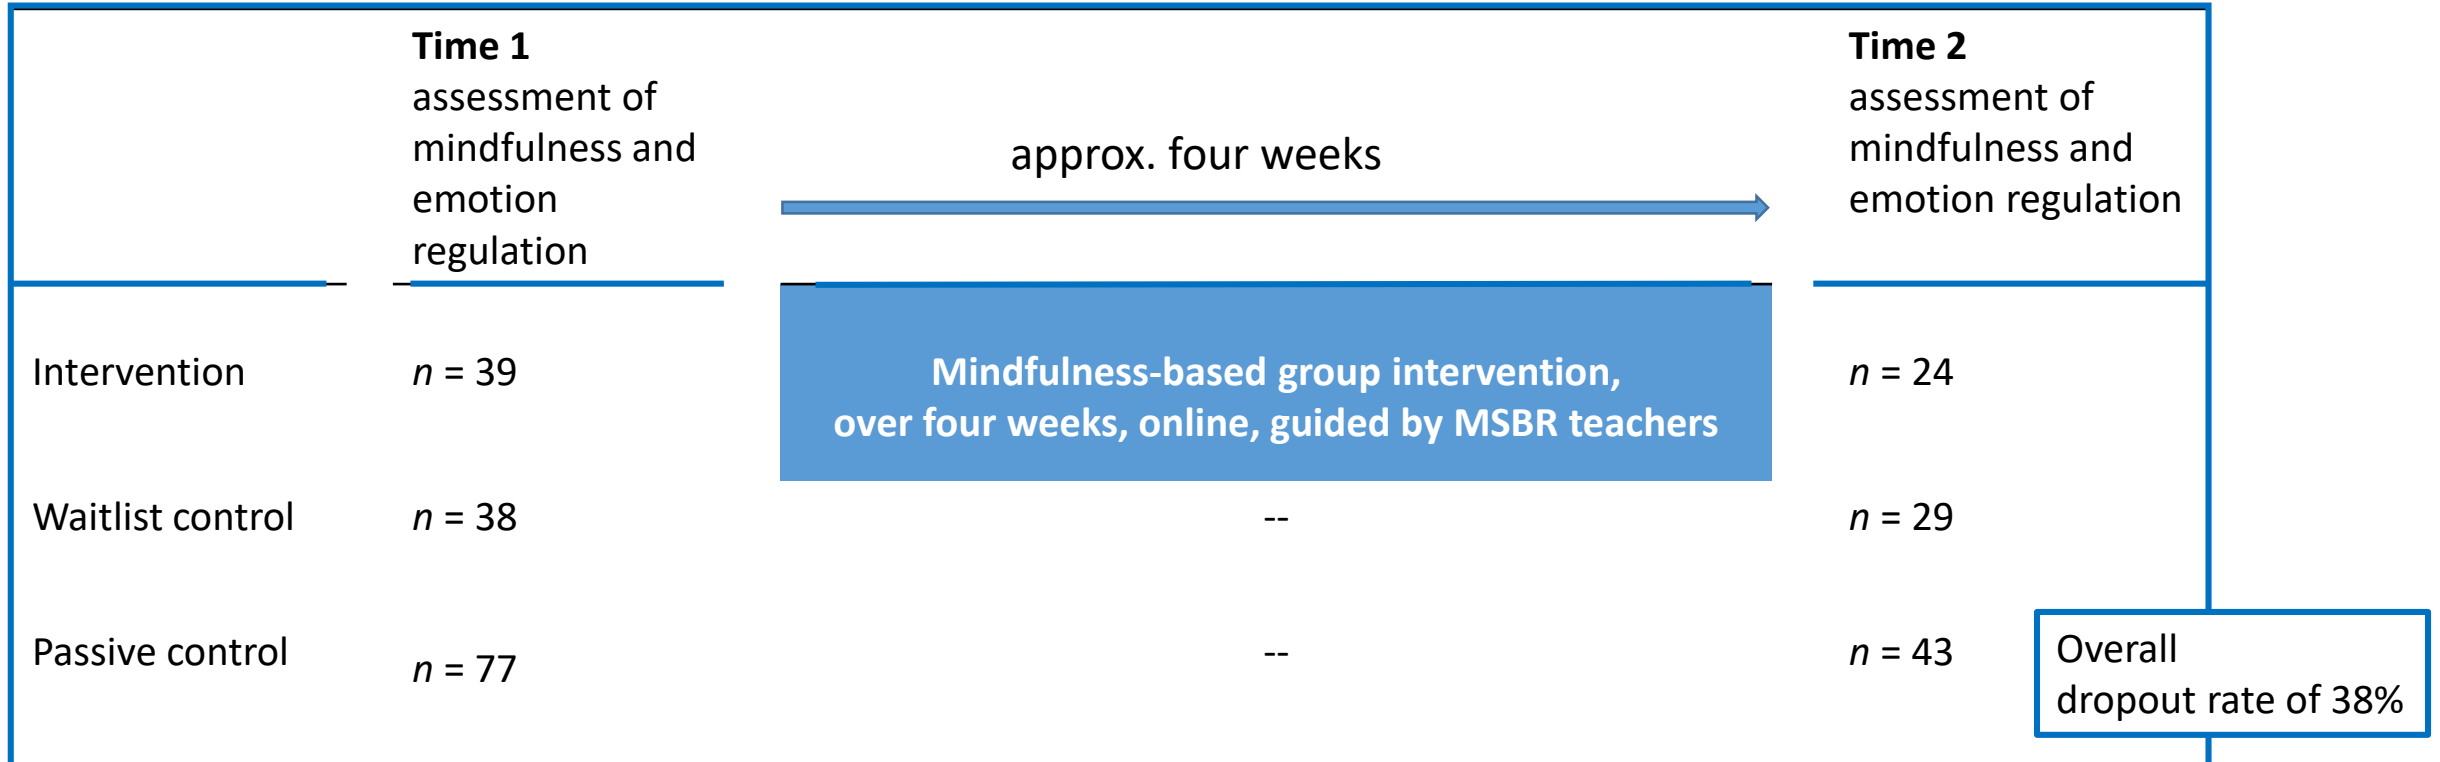 Time 1
assessment of
mindfulness and
emotion
regulation
approx. four weeks
Time 2
assessment of
mindfulness and
emotion regulation
Intervention
n = 39
Mindfulness-based group intervention,
over four weeks, online, guided by MSBR teachers
n = 24
Waitlist control
n = 38
--
n = 29
Passive control
n = 77
--
n = 43
Overall
dropout rate of 38%